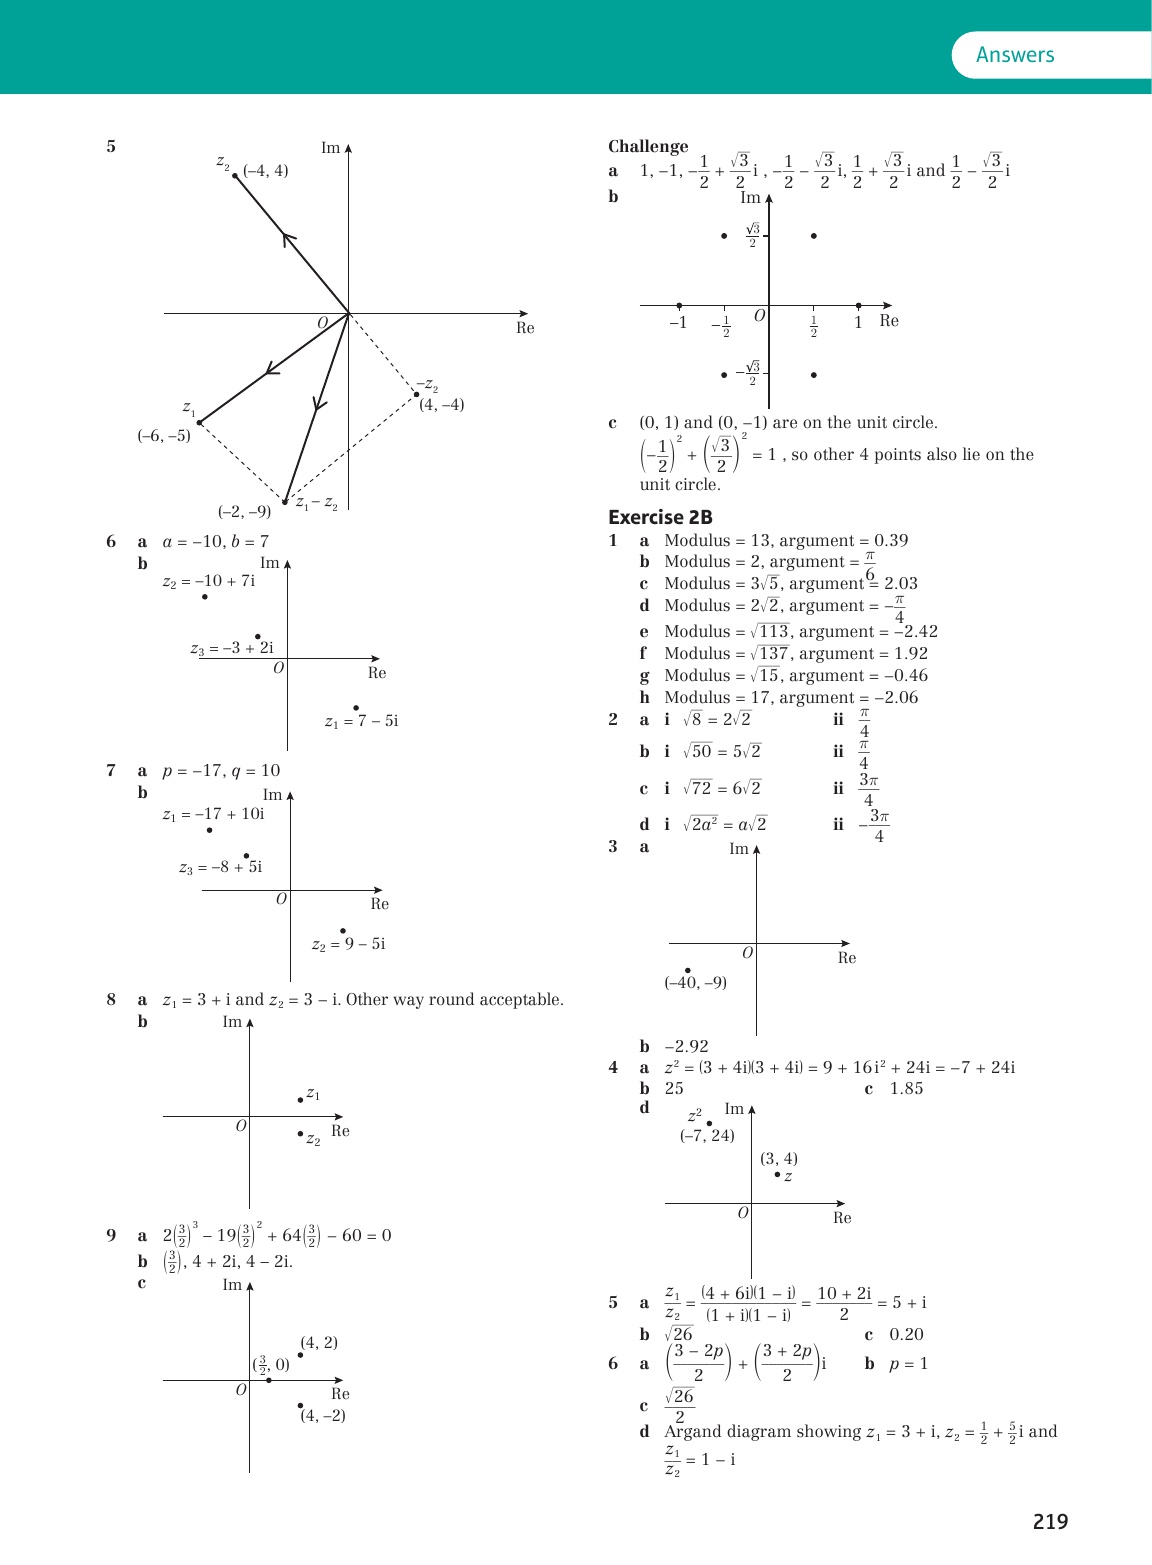 Answers
5
Im
z₂ (–4, 4)
O
Re
–z₂
(4, –4)
z₁
(–6, –5)
z₁ – z₂
(–2, –9)
6 a a = –10, b = 7
b
Im
z₂ = –10 + 7i
z₃ = –3 + 2i
O
Re
z₁ = 7 – 5i
7 a p = –17, q = 10
b
Im
z₁ = –17 + 10i
z₃ = –8 + 5i
O
Re
z₂ = 9 – 5i
8 a z₁ = 3 + i and z₂ = 3 – i. Other way round acceptable.
b
Im
z₁
O
Re
z₂
9 a 2(3/2)³ – 19(3/2)² + 64(3/2) – 60 = 0
b (3/2), 4 + 2i, 4 – 2i.
c
Im
(4, 2)
(3/2, 0)
O
Re
(4, –2)
Challenge
a 1, –1, –1/2 + √3/2 i , –1/2 – √3/2 i, 1/2 + √3/2 i and 1/2 – √3/2 i
b
Im
√3/2
–1 –1/2 O 1/2 1 Re
–√3/2
c (0, 1) and (0, –1) are on the unit circle.
(–1/2)² + (√3/2)² = 1 , so other 4 points also lie on the
unit circle.
Exercise 2B
1 a Modulus = 13, argument = 0.39
b Modulus = 2, argument = π/6
c Modulus = 3√5, argument = 2.03
d Modulus = 2√2, argument = –π/4
e Modulus = √113, argument = –2.42
f Modulus = √137, argument = 1.92
g Modulus = √15, argument = –0.46
h Modulus = 17, argument = –2.06
2 a i √8 = 2√2 ii π/4
b i √50 = 5√2 ii π/4
c i √72 = 6√2 ii 3π/4
d i √2a² = a√2 ii –3π/4
3 a
Im
O
Re
(–40, –9)
b –2.92
4 a z² = (3 + 4i)(3 + 4i) = 9 + 16i² + 24i = –7 + 24i
b 25 c 1.85
d
Im
z²
(–7, 24)
(3, 4)
z
O
Re
5 a z₁/z₂ = (4 + 6i)(1 – i)/(1 + i)(1 – i) = 10 + 2i/2 = 5 + i
b √26 c 0.20
6 a (3 – 2p/2) + (3 + 2p/2)i b p = 1
c √26/2
d Argand diagram showing z₁ = 3 + i, z₂ = 1/2 + 5/2 i and
z₁/z₂ = 1 – i
219